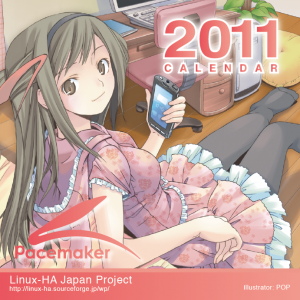 2011
CALENDAR
Pacemaker
Linux-HA Japan Project
http://linux-ha.sourceforge.jp/wp/
Illustrator: POP